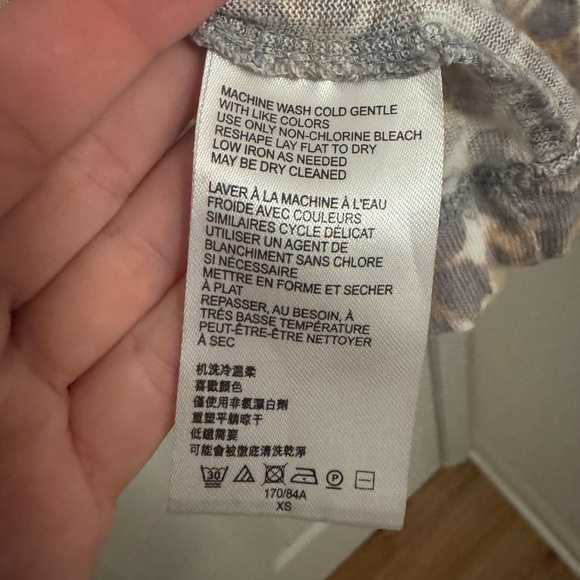 MACHINE WASH COLD GENTLE
WITH LIKE COLORS
USE ONLY NON-CHLORINE BLEACH
RESHAPE LAY FLAT TO DRY
LOW IRON AS NEEDED
MAY BE DRY CLEANED
LAVER À LA MACHINE À L'EAU
FROIDE AVEC COULEURS
SIMILAIRES CYCLE DÉLICAT
UTILISER UN AGENT DE
BLANCHIMENT SANS CHLORE
SI NÉCESSAIRE
METTRE EN FORME ET SECHER
À PLAT
REPASSER, AU BESOIN, À
TRÉS BASSE TEMPÉRATURE
PEUT-ÊTRE-ÊTRE NETTOYER
À SEC
机洗冷温柔
喜歡顏色
僅使用非氯漂白劑
重塑平躺晾干
低鐵需要
可能會被徹底清洗乾淨
30 P
170/84A
XS